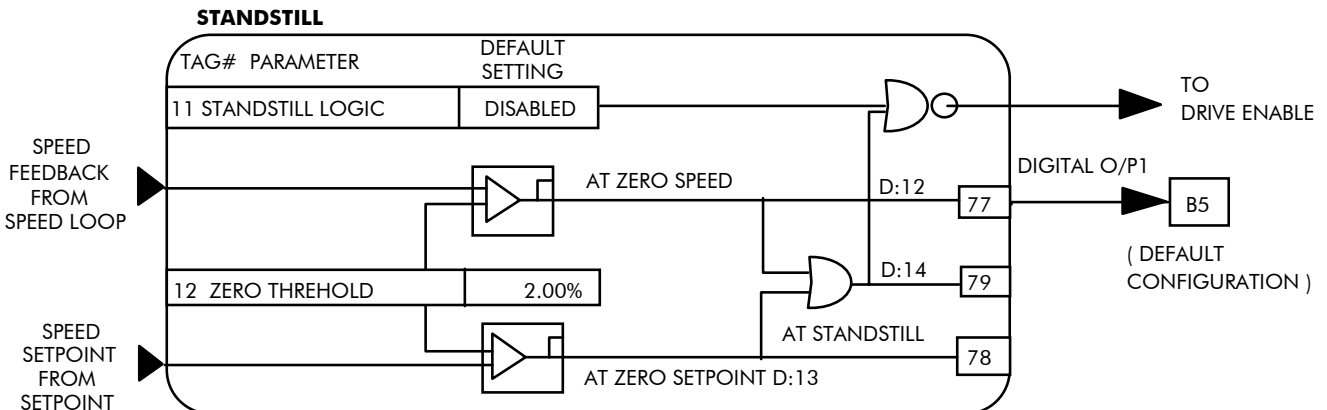 STANDSTILL
TAG# PARAMETER
DEFAULT
SETTING
11 STANDSTILL LOGIC
DISABLED
TO
DRIVE ENABLE
SPEED
FEEDBACK
FROM
SPEED LOOP
AT ZERO SPEED
D:12
77
DIGITAL O/P1
B5
( DEFAULT
CONFIGURATION )
12 ZERO THREHOLD
2.00%
D:14
79
AT STANDSTILL
SPEED
SETPOINT
FROM
SETPOINT
78
AT ZERO SETPOINT D:13